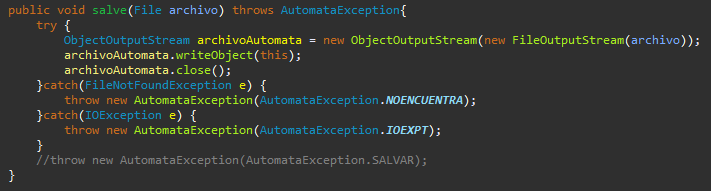 public void salve(File archivo) throws AutomataException{
    try {
        ObjectOutputStream archivoAutomata = new ObjectOutputStream(new FileOutputStream(archivo));
        archivoAutomata.writeObject(this);
        archivoAutomata.close();
    }catch(FileNotFoundException e) {
        throw new AutomataException(AutomataException.NOENCUENTRA);
    }catch(IOException e) {
        throw new AutomataException(AutomataException.IOEXPT);
    }
    //throw new AutomataException(AutomataException.SALVAR);
}